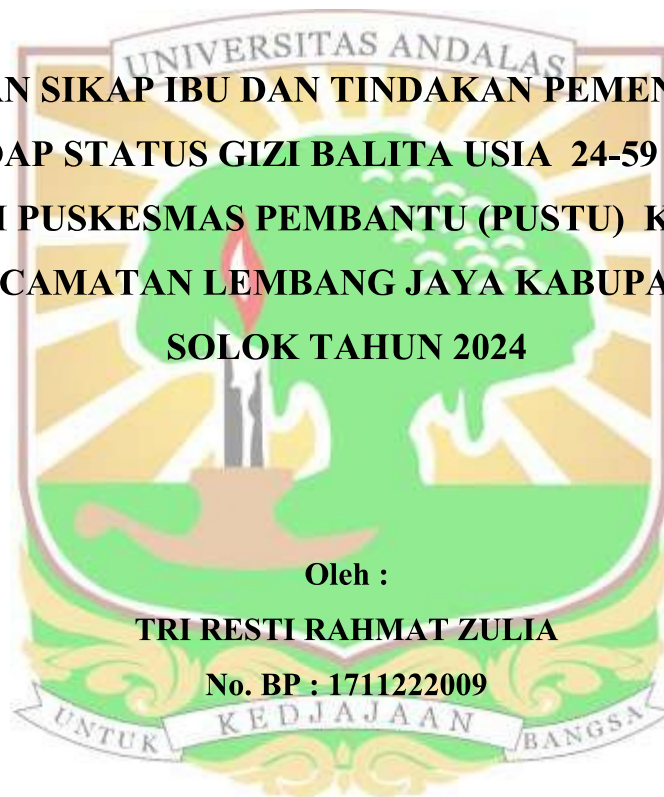 UNIVERSITAS ANDALAS
AN SIKAP IBU DAN TINDAKAN PEMEN
DAP STATUS GIZI BALITA USIA 24-59
I PUSKESMAS PEMBANTU (PUSTU) K
CAMATAN LEMBANG JAYA KABUPA
SOLOK TAHUN 2024
Oleh :
TRI RESTI RAHMAT ZULIA
No. BP : 1711222009
UNTUK KEDJAJAAN BANGSA